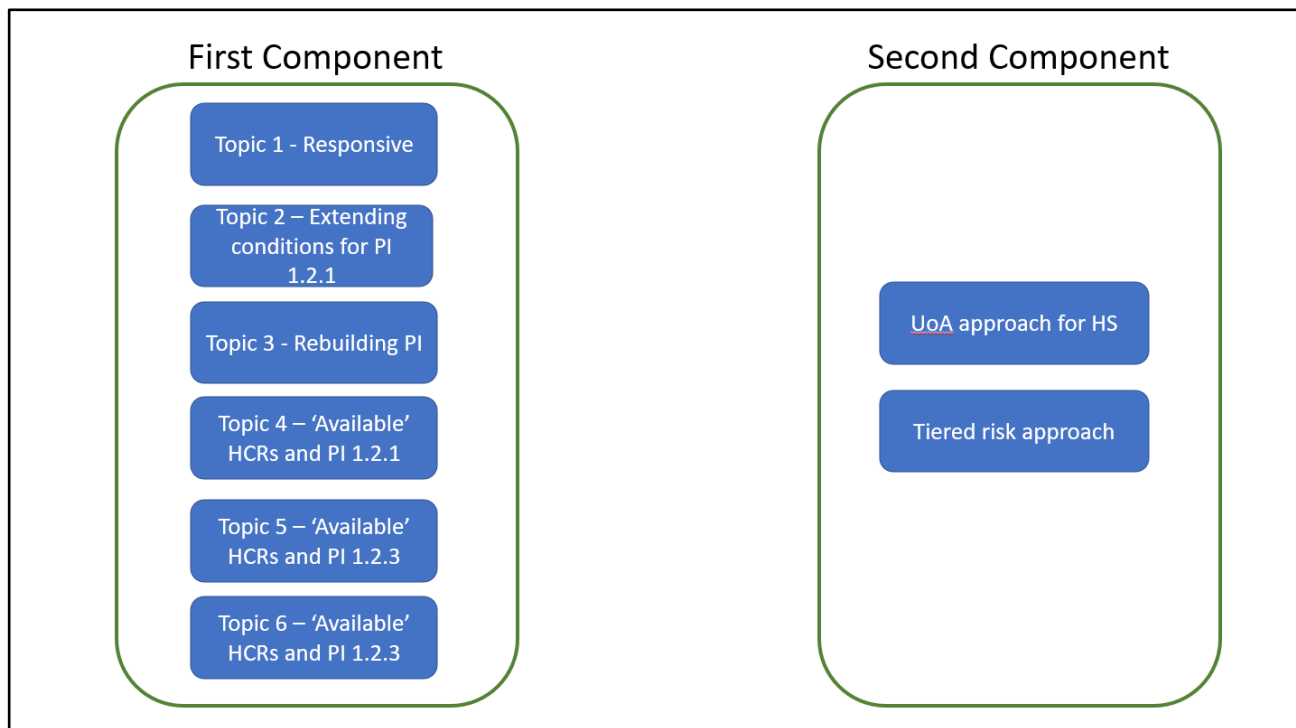 First Component
Topic 1 - Responsive
Topic 2 – Extending
conditions for PI
1.2.1
Topic 3 - Rebuilding PI
Topic 4 – ‘Available’
HCRs and PI 1.2.1
Topic 5 – ‘Available’
HCRs and PI 1.2.3
Topic 6 – ‘Available’
HCRs and PI 1.2.3
Second Component
UoA approach for HS
Tiered risk approach